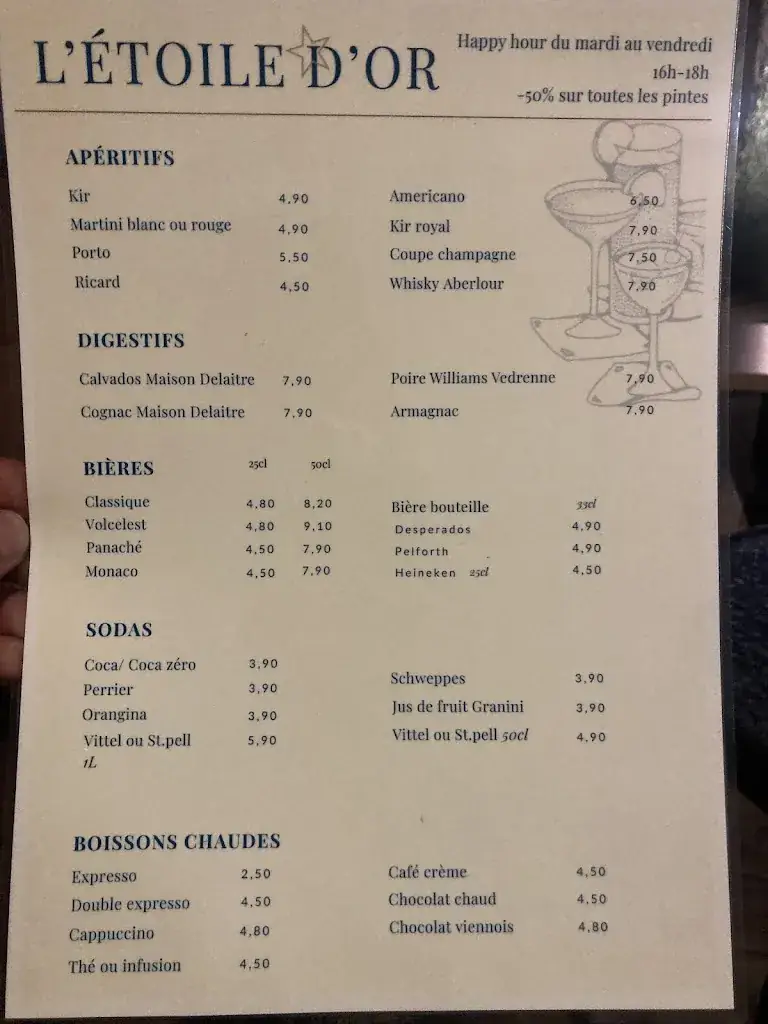 L'ÉTOILE D'OR
Happy hour du mardi au vendredi
16h-18h
-50% sur toutes les pintes
APÉRITIFS
Kir 4,90
Martini blanc ou rouge 4,90
Porto 5,50
Ricard 4,50
Americano 6,50
Kir royal 7,90
Coupe champagne 7,50
Whisky Aberlour 7,90
DIGESTIFS
Calvados Maison Delaitre 7,90
Cognac Maison Delaitre 7,90
Poire Williams Vedrenne 7,90
Armagnac 7,90
BIÈRES 25cl 50cl
Classique 4,80 8,20
Volcelest 4,80 9,10
Panaché 4,50 7,90
Monaco 4,50 7,90
Bière bouteille 33cl
Desperados 4,90
Pelforth 4,90
Heineken 25cl 4,50
SODAS
Coca/ Coca zéro 3,90
Perrier 3,90
Orangina 3,90
Vittel ou St.pell 5,90
1L
Schweppes 3,90
Jus de fruit Granini 3,90
Vittel ou St.pell 50cl 4,90
BOISSONS CHAUDES
Expresso 2,50
Double expresso 4,50
Cappuccino 4,80
Thé ou infusion 4,50
Café crème 4,50
Chocolat chaud 4,50
Chocolat viennois 4,80